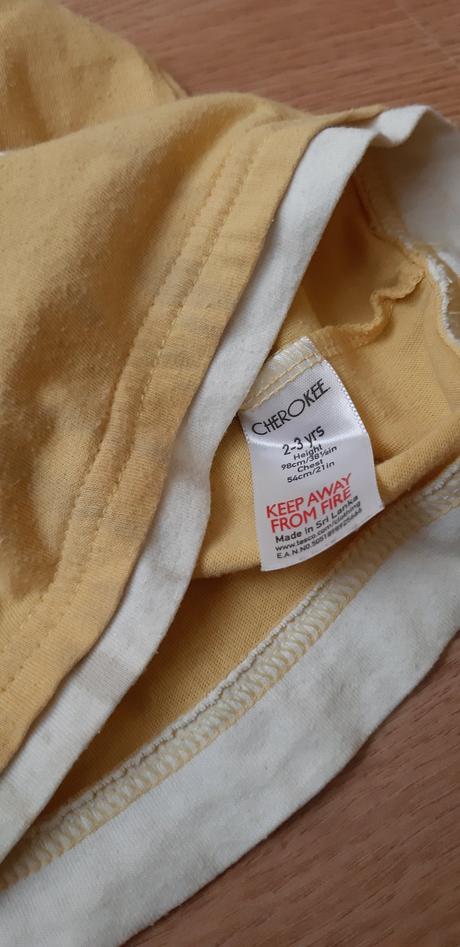 CHEROKEE
2-3 yrs
Height
98cm/38½in
Chest
54cm/21in
KEEP AWAY
FROM FIRE
Made in Sri Lanka
www.tesco.com/clothing
E.A.N.0.